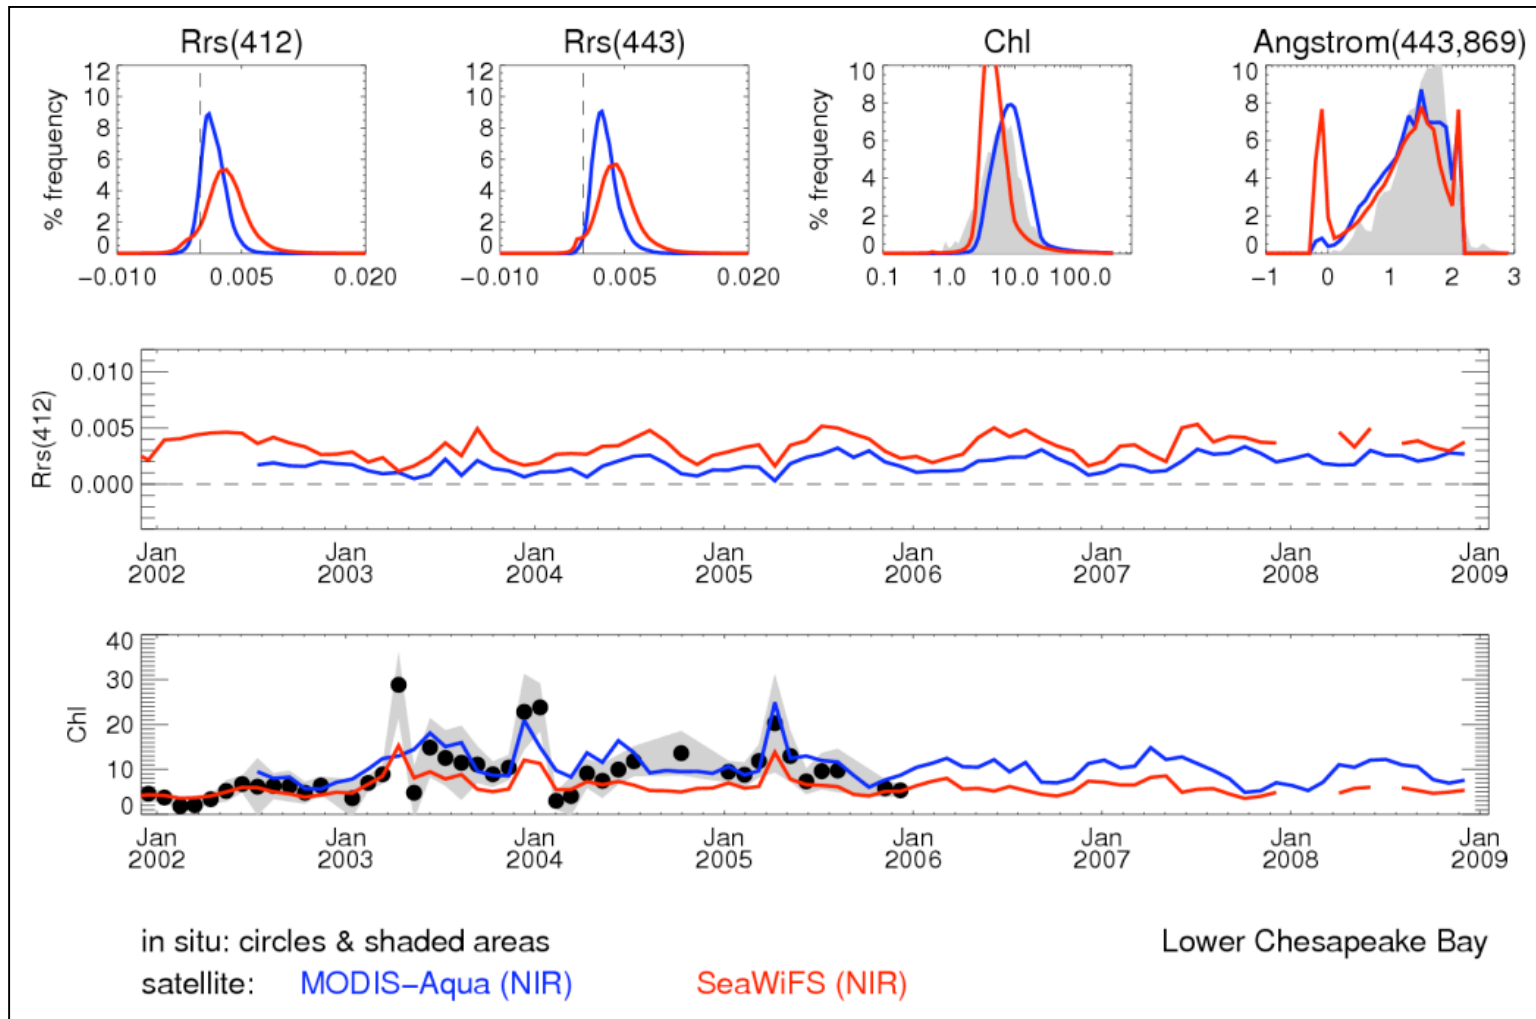 Rrs(412) Rrs(443) Chl Angstrom(443,869)
12 12 10 10
10 10 8 8
8 8 6 6
6 6 4 4
4 4 2 2
2 2 0 0
0 0
% frequency % frequency % frequency
−0.010 0.005 0.020 −0.010 0.005 0.020 0.1 1.0 10.0 100.0 −1 0 1 2 3
Rrs(412)
0.010
0.005
0.000
Jan Jan Jan Jan Jan Jan Jan Jan
2002 2003 2004 2005 2006 2007 2008 2009
Chl
40
30
20
10
0
Jan Jan Jan Jan Jan Jan Jan Jan
2002 2003 2004 2005 2006 2007 2008 2009
in situ: circles & shaded areas Lower Chesapeake Bay
satellite: MODIS−Aqua (NIR) SeaWiFS (NIR)